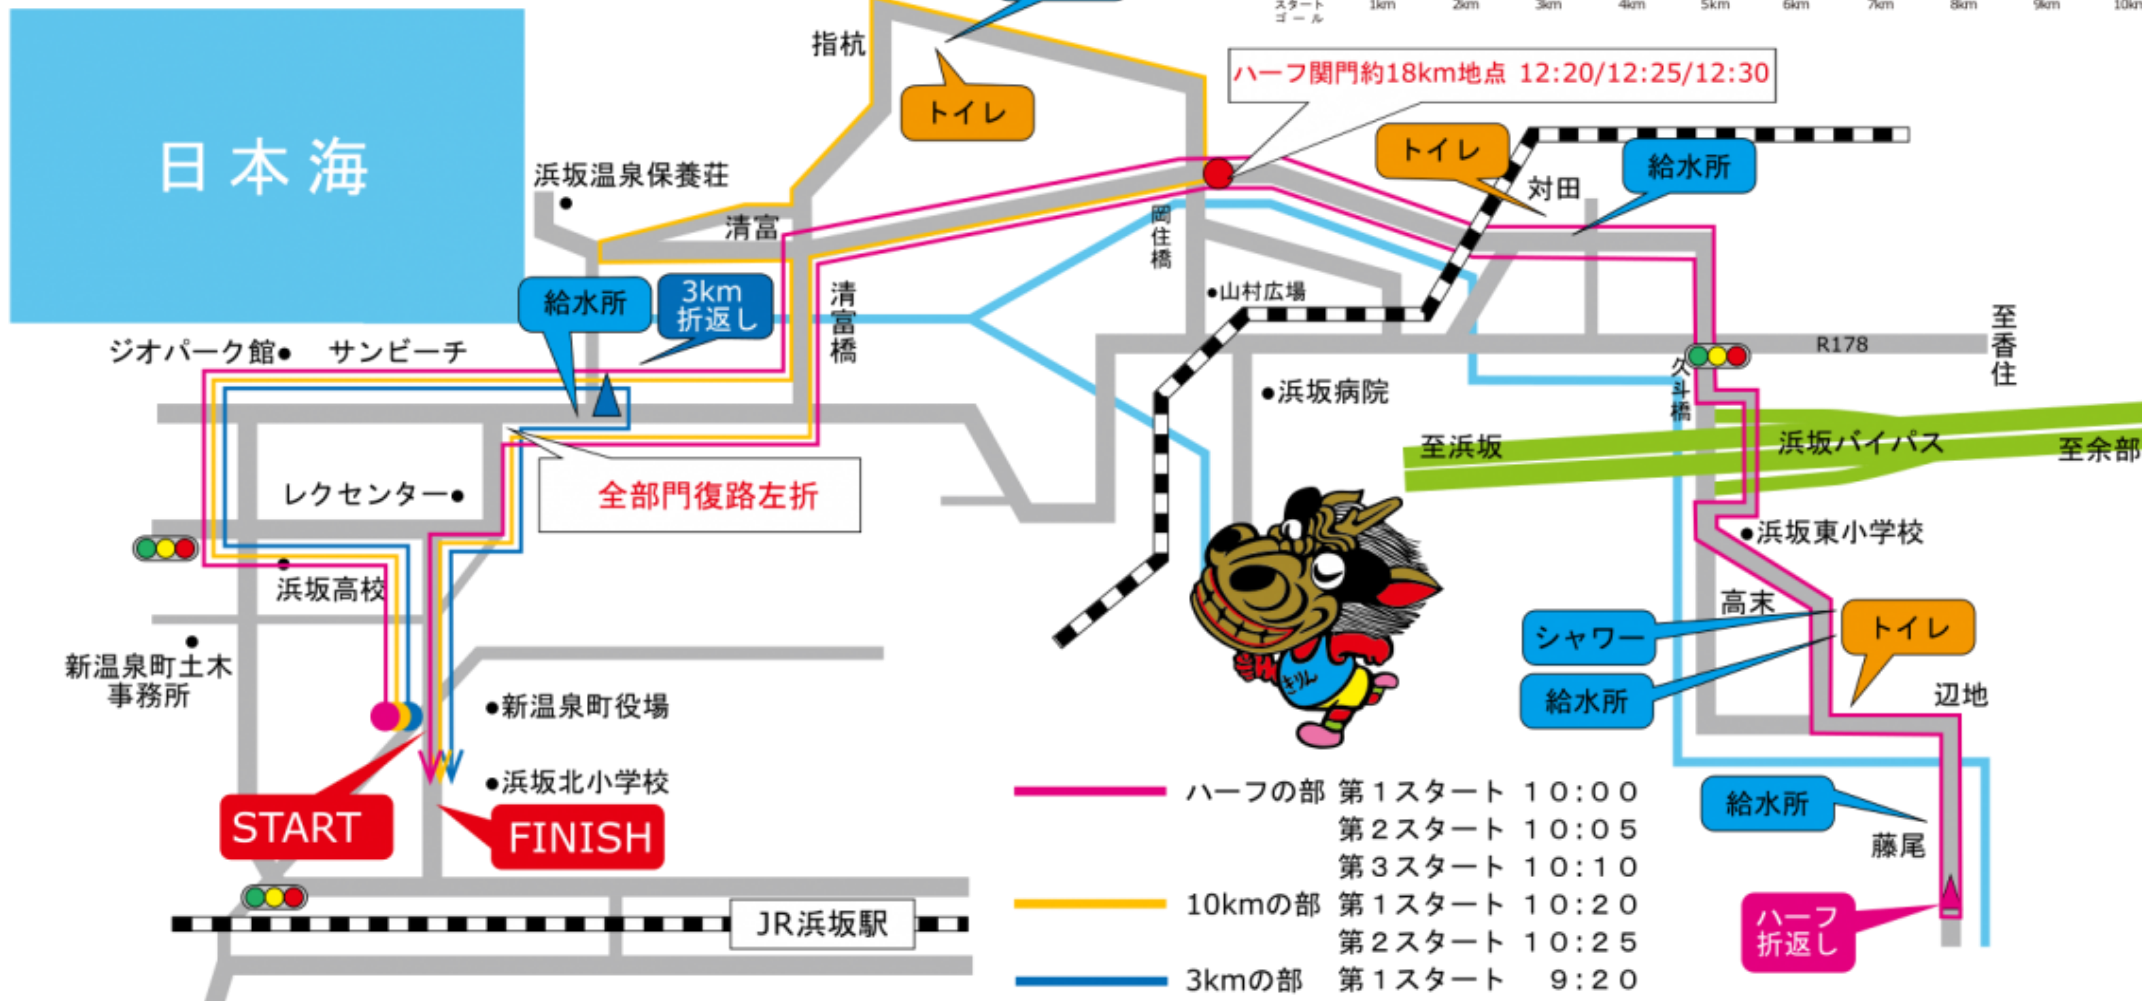 スタート
ゴール
1km
2km
3km
4km
5km
6km
7km
8km
9km
指杭
トイレ
ハーフ関門約18km地点 12:20/12:25/12:30
日本海
浜坂温泉保養荘
清富
トイレ
給水所
対田
岡住橋
給水所
3km
折返し
清富橋
山村広場
至香住
R178
ジオパーク館
サンビーチ
久斗橋
浜坂病院
至浜坂
浜坂バイパス
至余部
レクセンター
全部門復路左折
浜坂東小学校
浜坂高校
高末
シャワー
トイレ
給水所
辺地
新温泉町土木
事務所
新温泉町役場
浜坂北小学校
START
FINISH
きりん
給水所
藤尾
ハーフ
折返し
JR浜坂駅
ハーフの部 第1スタート 10:00
第2スタート 10:05
第3スタート 10:10
10kmの部 第1スタート 10:20
第2スタート 10:25
3kmの部 第1スタート 9:20